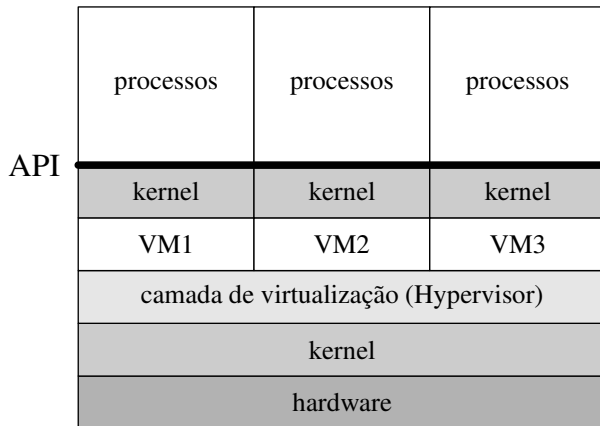 processos processos processos
API
kernel kernel kernel
VM1 VM2 VM3
camada de virtualização (Hypervisor)
kernel
hardware